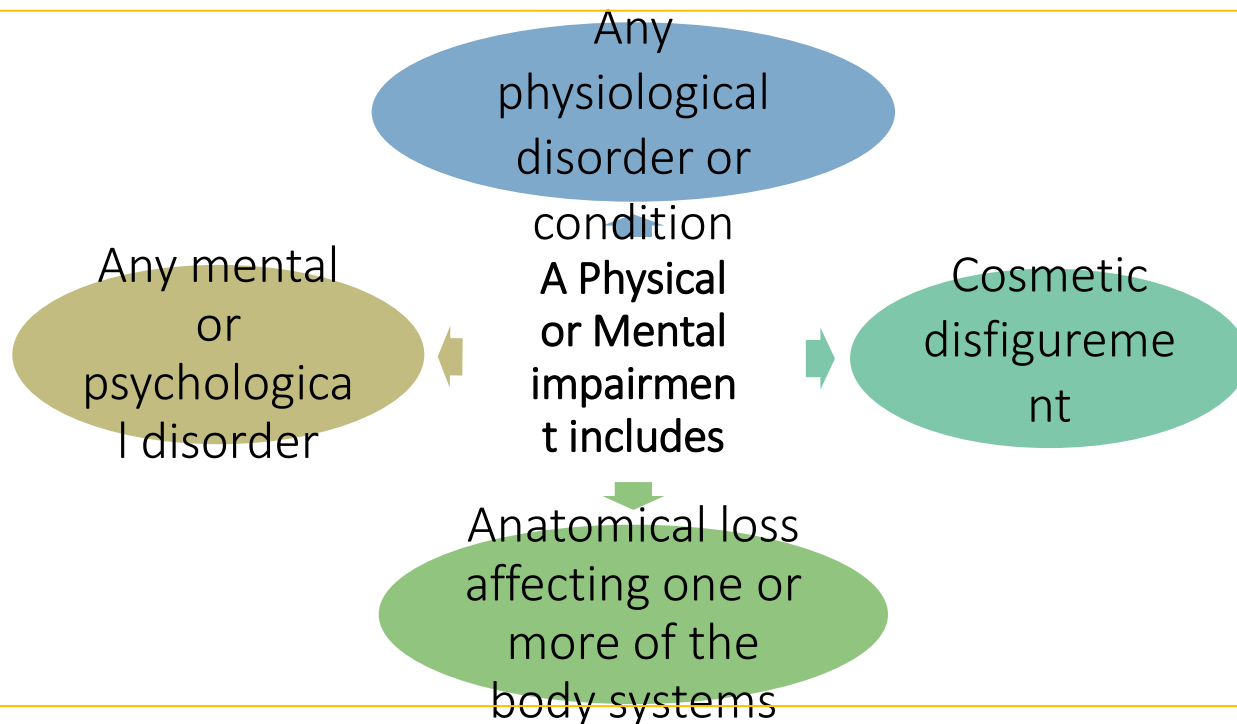 Any
physiological
disorder or
condition
Any mental
or
psychologica
l disorder
A Physical
or Mental
impairmen
t includes
Cosmetic
disfigureme
nt
Anatomical loss
affecting one or
more of the
body systems